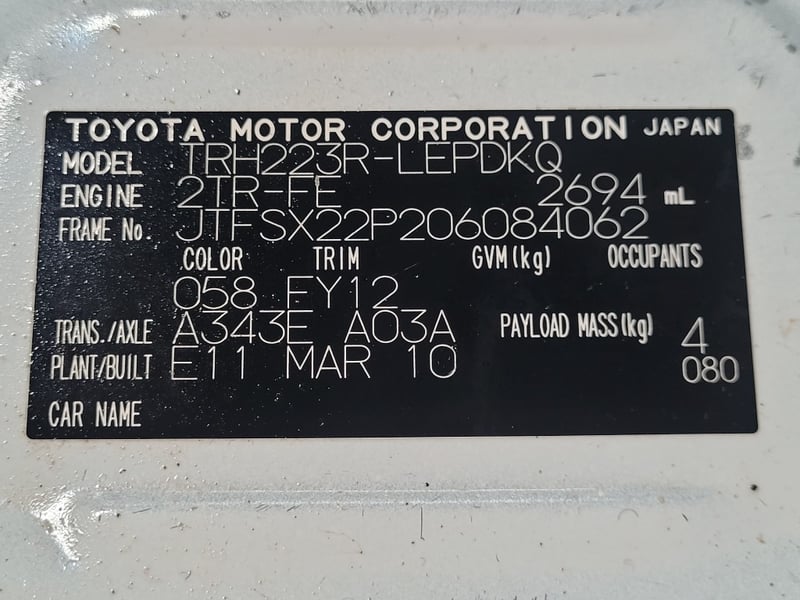 TOYOTA MOTOR CORPORATION JAPAN
MODEL TRH223R-LEPDKQ
ENGINE 2TR-FE 2694 mL
FRAME No. JTFSX22P206084062
COLOR TRIM GVM(kg) OCCUPANTS
058 FY12
TRANS./AXLE A343E A03A PAYLOAD MASS(kg) 4
PLANT/BUILT E11 MAR 10 080
CAR NAME